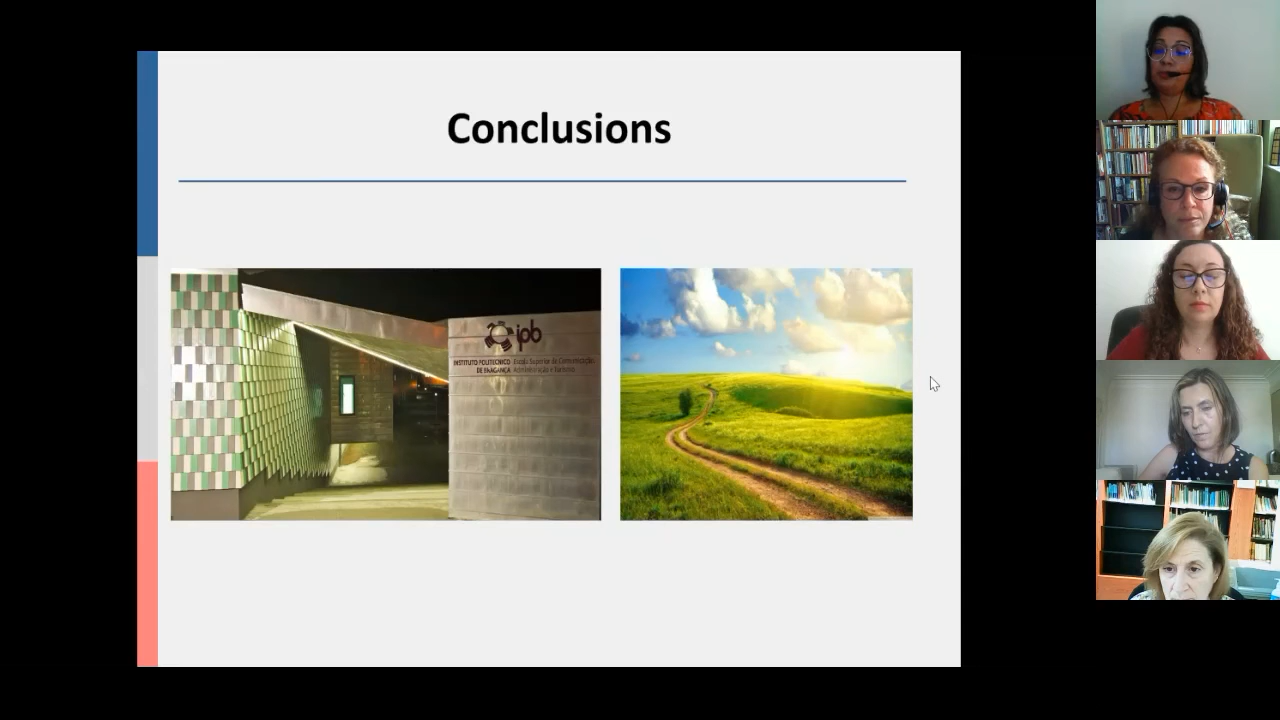 Conclusions
ipb
INSTITUTO POLITÉCNICO Escola Superior de Comunicação,
DE BRAGANÇA Administração e Turismo